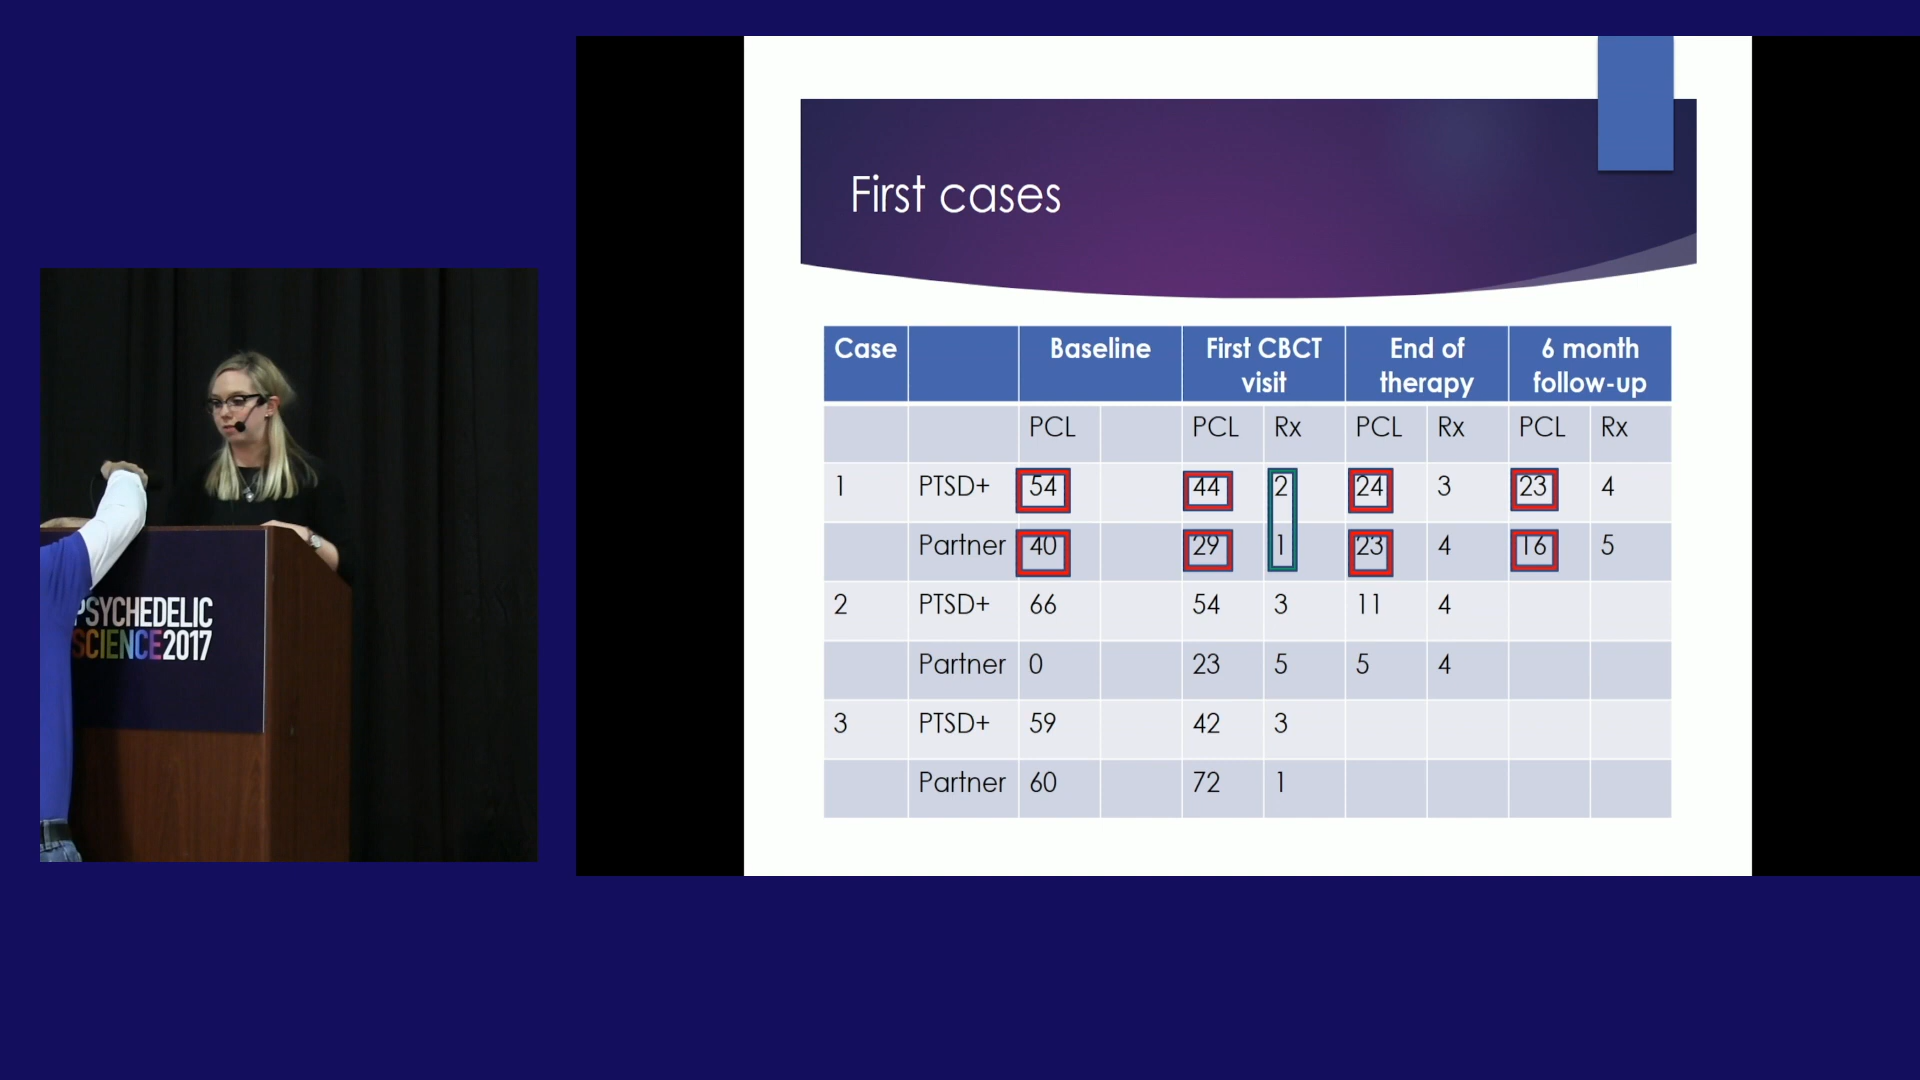 First cases
Case Baseline First CBCT visit End of therapy 6 month follow-up
PCL PCL Rx PCL Rx PCL Rx
1 PTSD+ 54 44 2 24 3 23 4
Partner 40 29 1 23 4 16 5
2 PTSD+ 66 54 3 11 4
Partner 0 23 5 5 4
3 PTSD+ 59 42 3
Partner 60 72 1
PSYCHEDELIC
SCIENCE2017